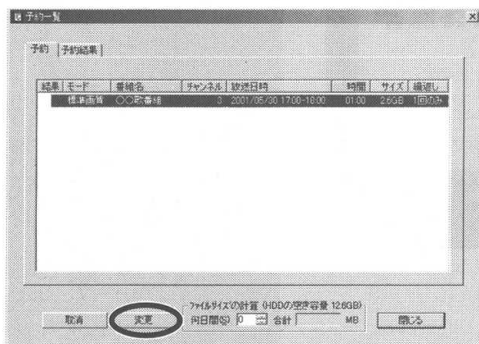 予約一覧
予約 予約結果
結果 モード 番組名 チャンネル 放送日時 時間 サイズ 繰返し
標準画質 〇〇歌番組 3 2001/05/30 17:00-18:00 01:00 2.6GB 1回のみ
ファイルサイズの計算 (HDDの空き容量 12.6GB)
取消 変更 何日間(S) 0 合計 MB 閉じる